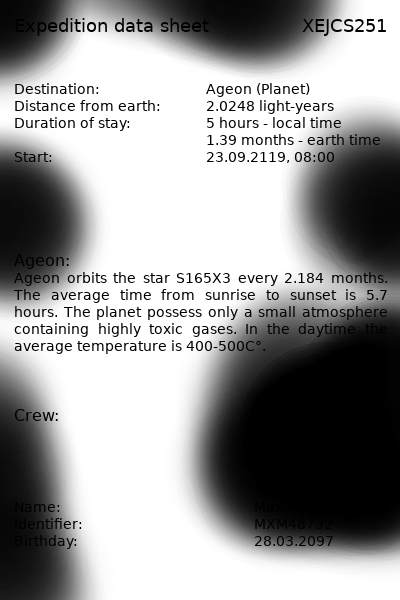 Expedition data sheet XEJCS251
Destination: Ageon (Planet)
Distance from earth: 2.0248 light-years
Duration of stay: 5 hours - local time
1.39 months - earth time
Start: 23.09.2119, 08:00
Ageon:
Ageon orbits the star S165X3 every 2.184 months.
The average time from sunrise to sunset is 5.7
hours. The planet possess only a small atmosphere
containing highly toxic gases. In the daytime the
average temperature is 400-500C°.
Crew:
Name:
Identifier: MXM48732
Birthday: 28.03.2097